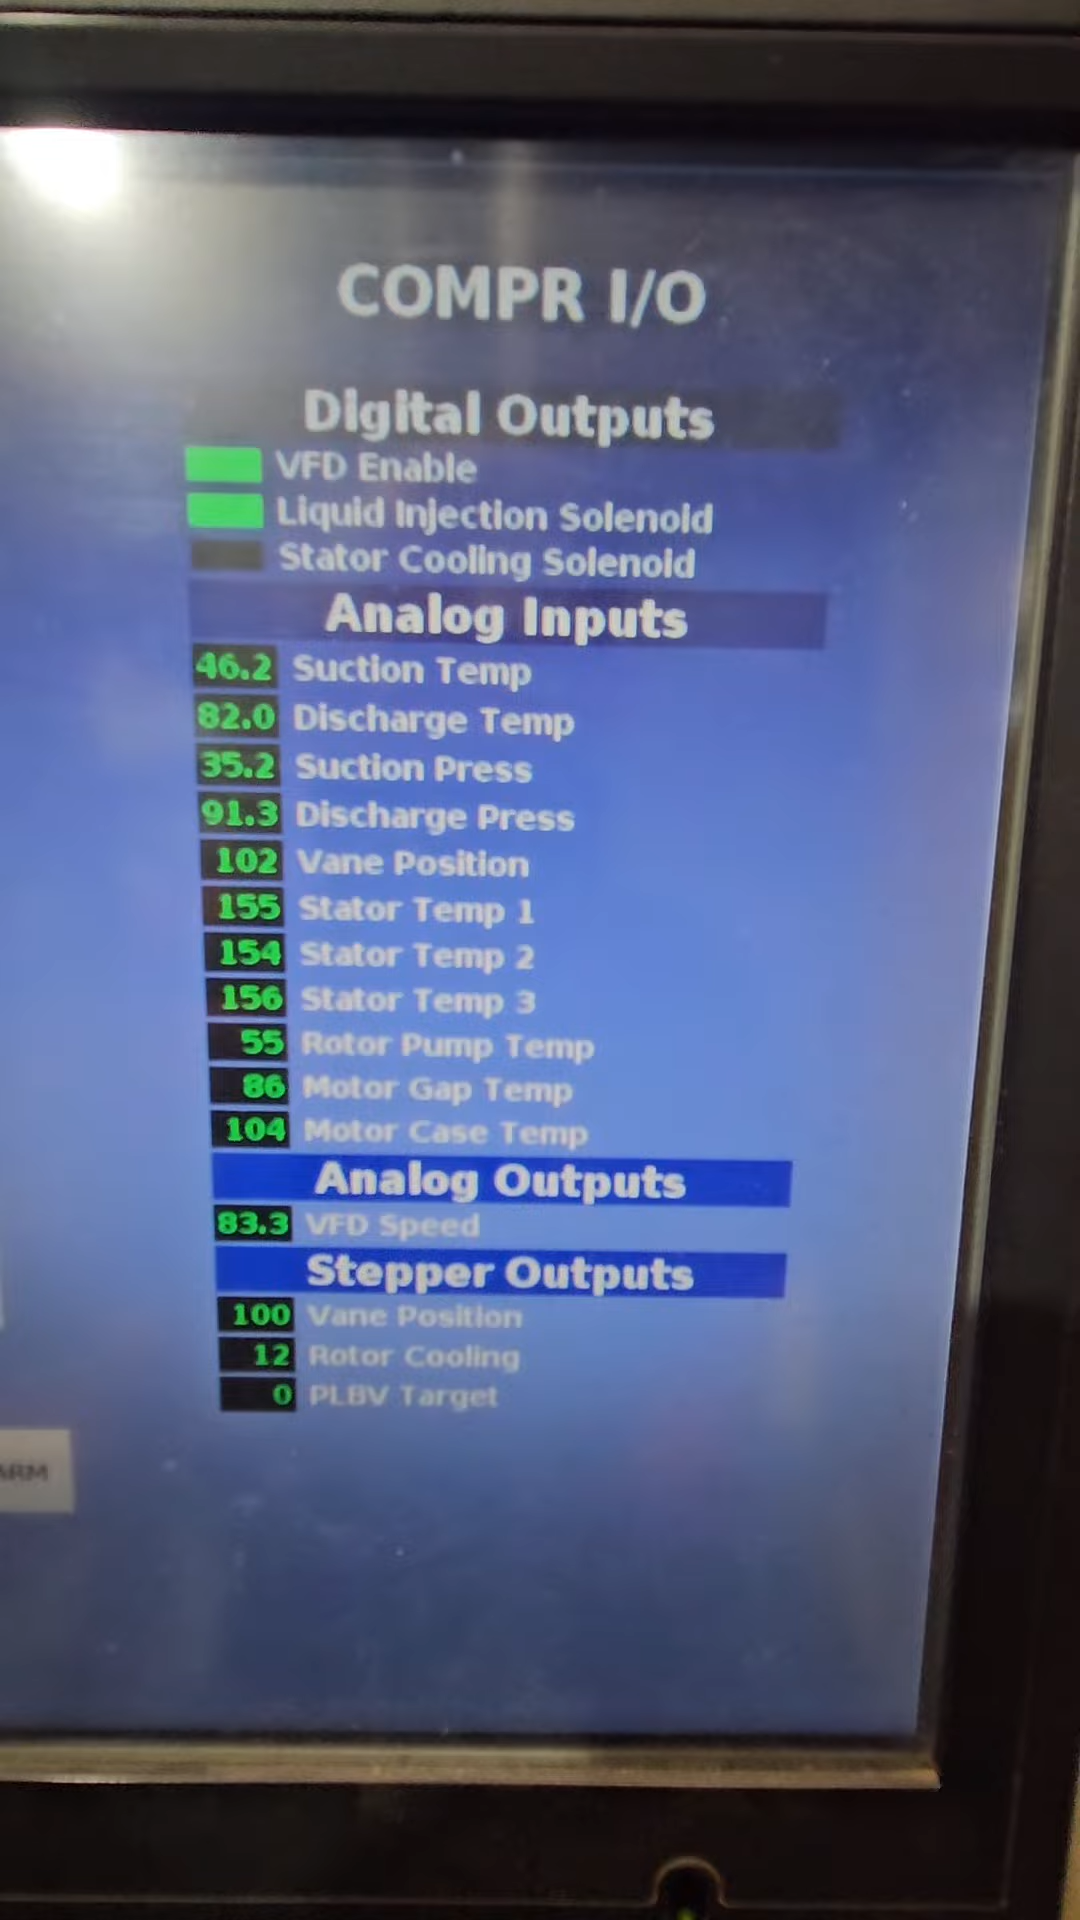 COMPR I/O
Digital Outputs
VFD Enable
Liquid Injection Solenoid
Stator Cooling Solenoid
Analog Inputs
46.2 Suction Temp
82.0 Discharge Temp
35.2 Suction Press
91.3 Discharge Press
102 Vane Position
155 Stator Temp 1
154 Stator Temp 2
156 Stator Temp 3
55 Rotor Pump Temp
86 Motor Gap Temp
104 Motor Case Temp
Analog Outputs
83.3 VFD Speed
Stepper Outputs
100 Vane Position
12 Rotor Cooling
0 PLBV Target